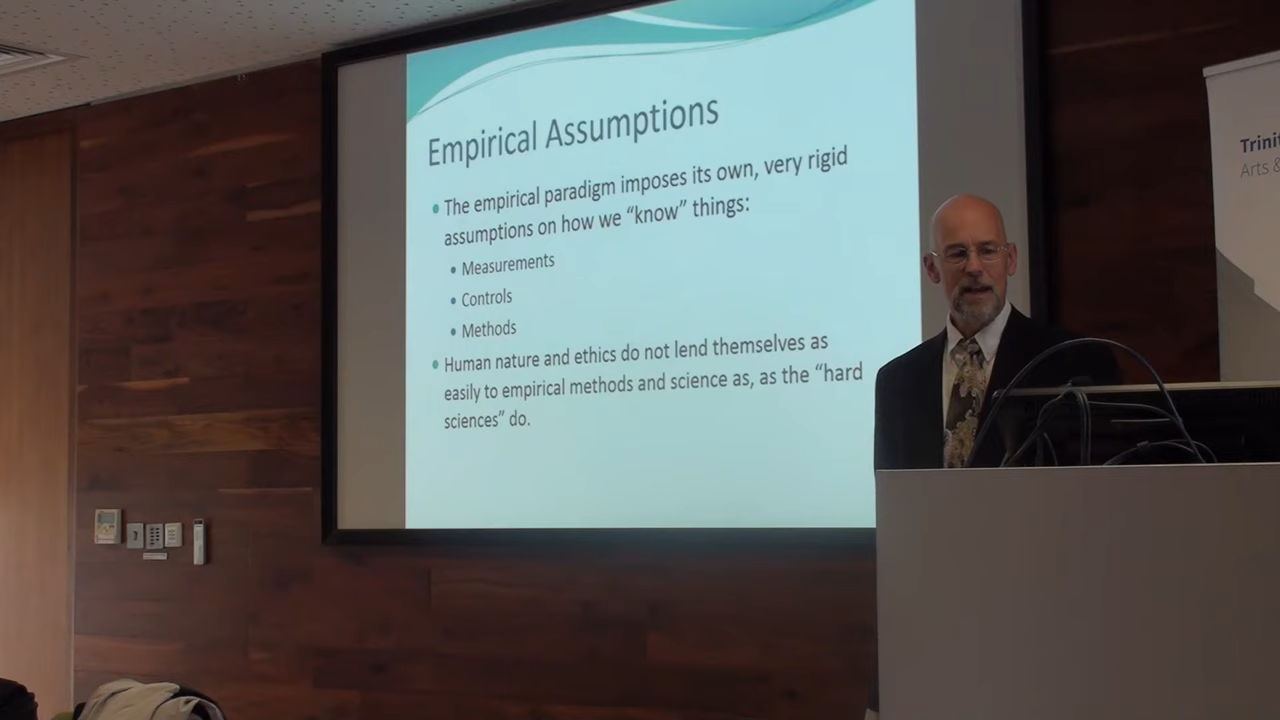 Empirical Assumptions
• The empirical paradigm imposes its own, very rigid
assumptions on how we “know” things:
• Measurements
• Controls
• Methods
• Human nature and ethics do not lend themselves as
easily to empirical methods and science as, as the “hard
sciences” do.
Trini
Arts &